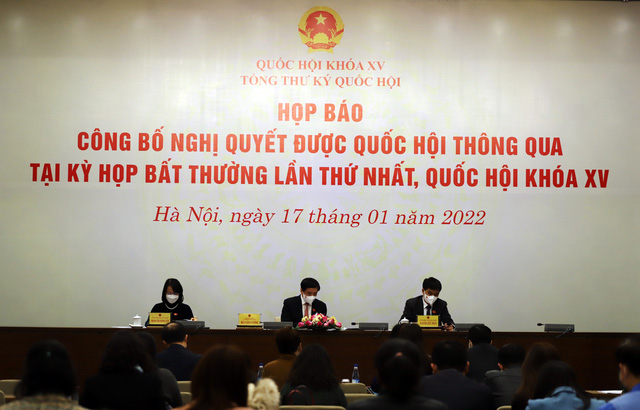 QUỐC HỘI KHÓA XV
TỔNG THƯ KÝ QUỐC HỘI
HỌP BÁO
CÔNG BỐ NGHỊ QUYẾT ĐƯỢC QUỐC HỘI THÔNG QUA
TẠI KỲ HỌP BẤT THƯỜNG LẦN THỨ NHẤT, QUỐC HỘI KHÓA XV
Hà Nội, ngày 17 tháng 01 năm 2022